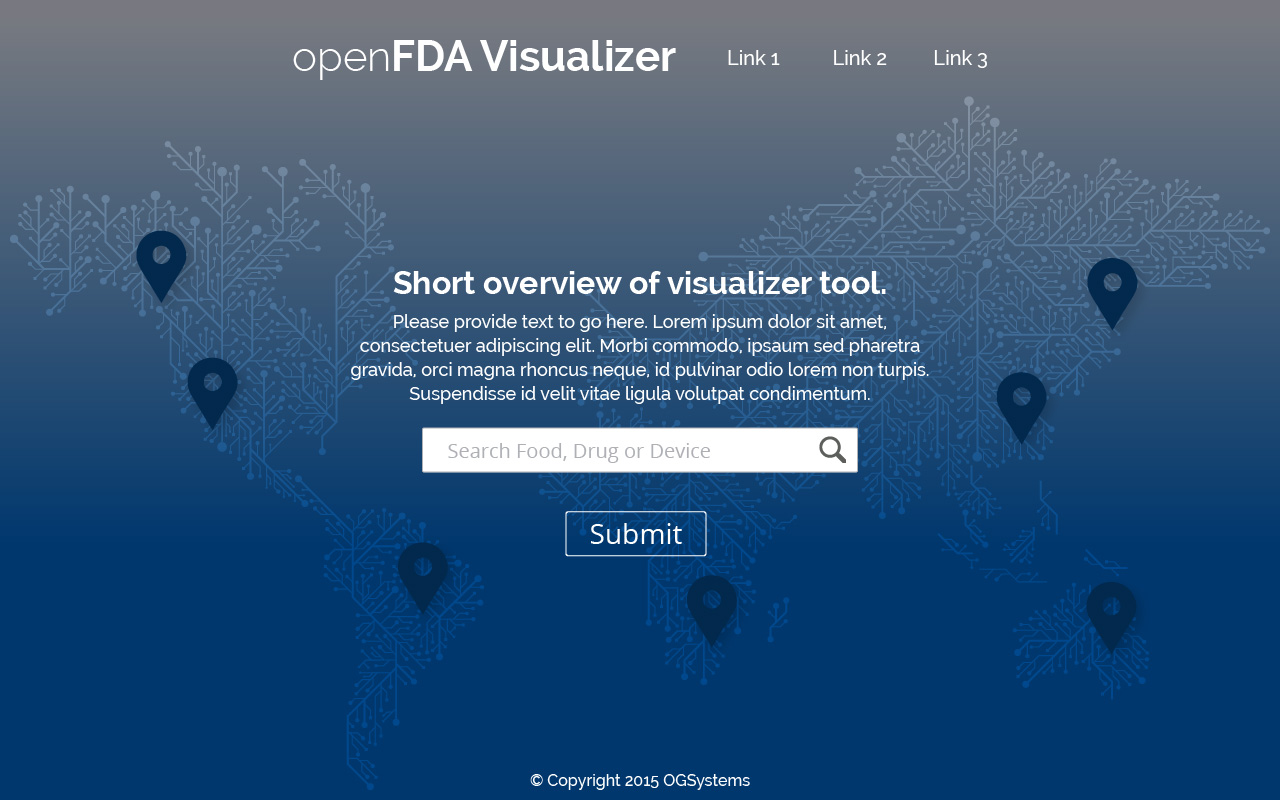 openFDA Visualizer Link 1 Link 2 Link 3
Short overview of visualizer tool.
Please provide text to go here. Lorem ipsum dolor sit amet,
consectetuer adipiscing elit. Morbi commodo, ipsaum sed pharetra
gravida, orci magna rhoncus neque, id pulvinar odio lorem non turpis.
Suspendisse id velit vitae ligula volutpat condimentum.
Search Food, Drug or Device
Submit
© Copyright 2015 OGSystems